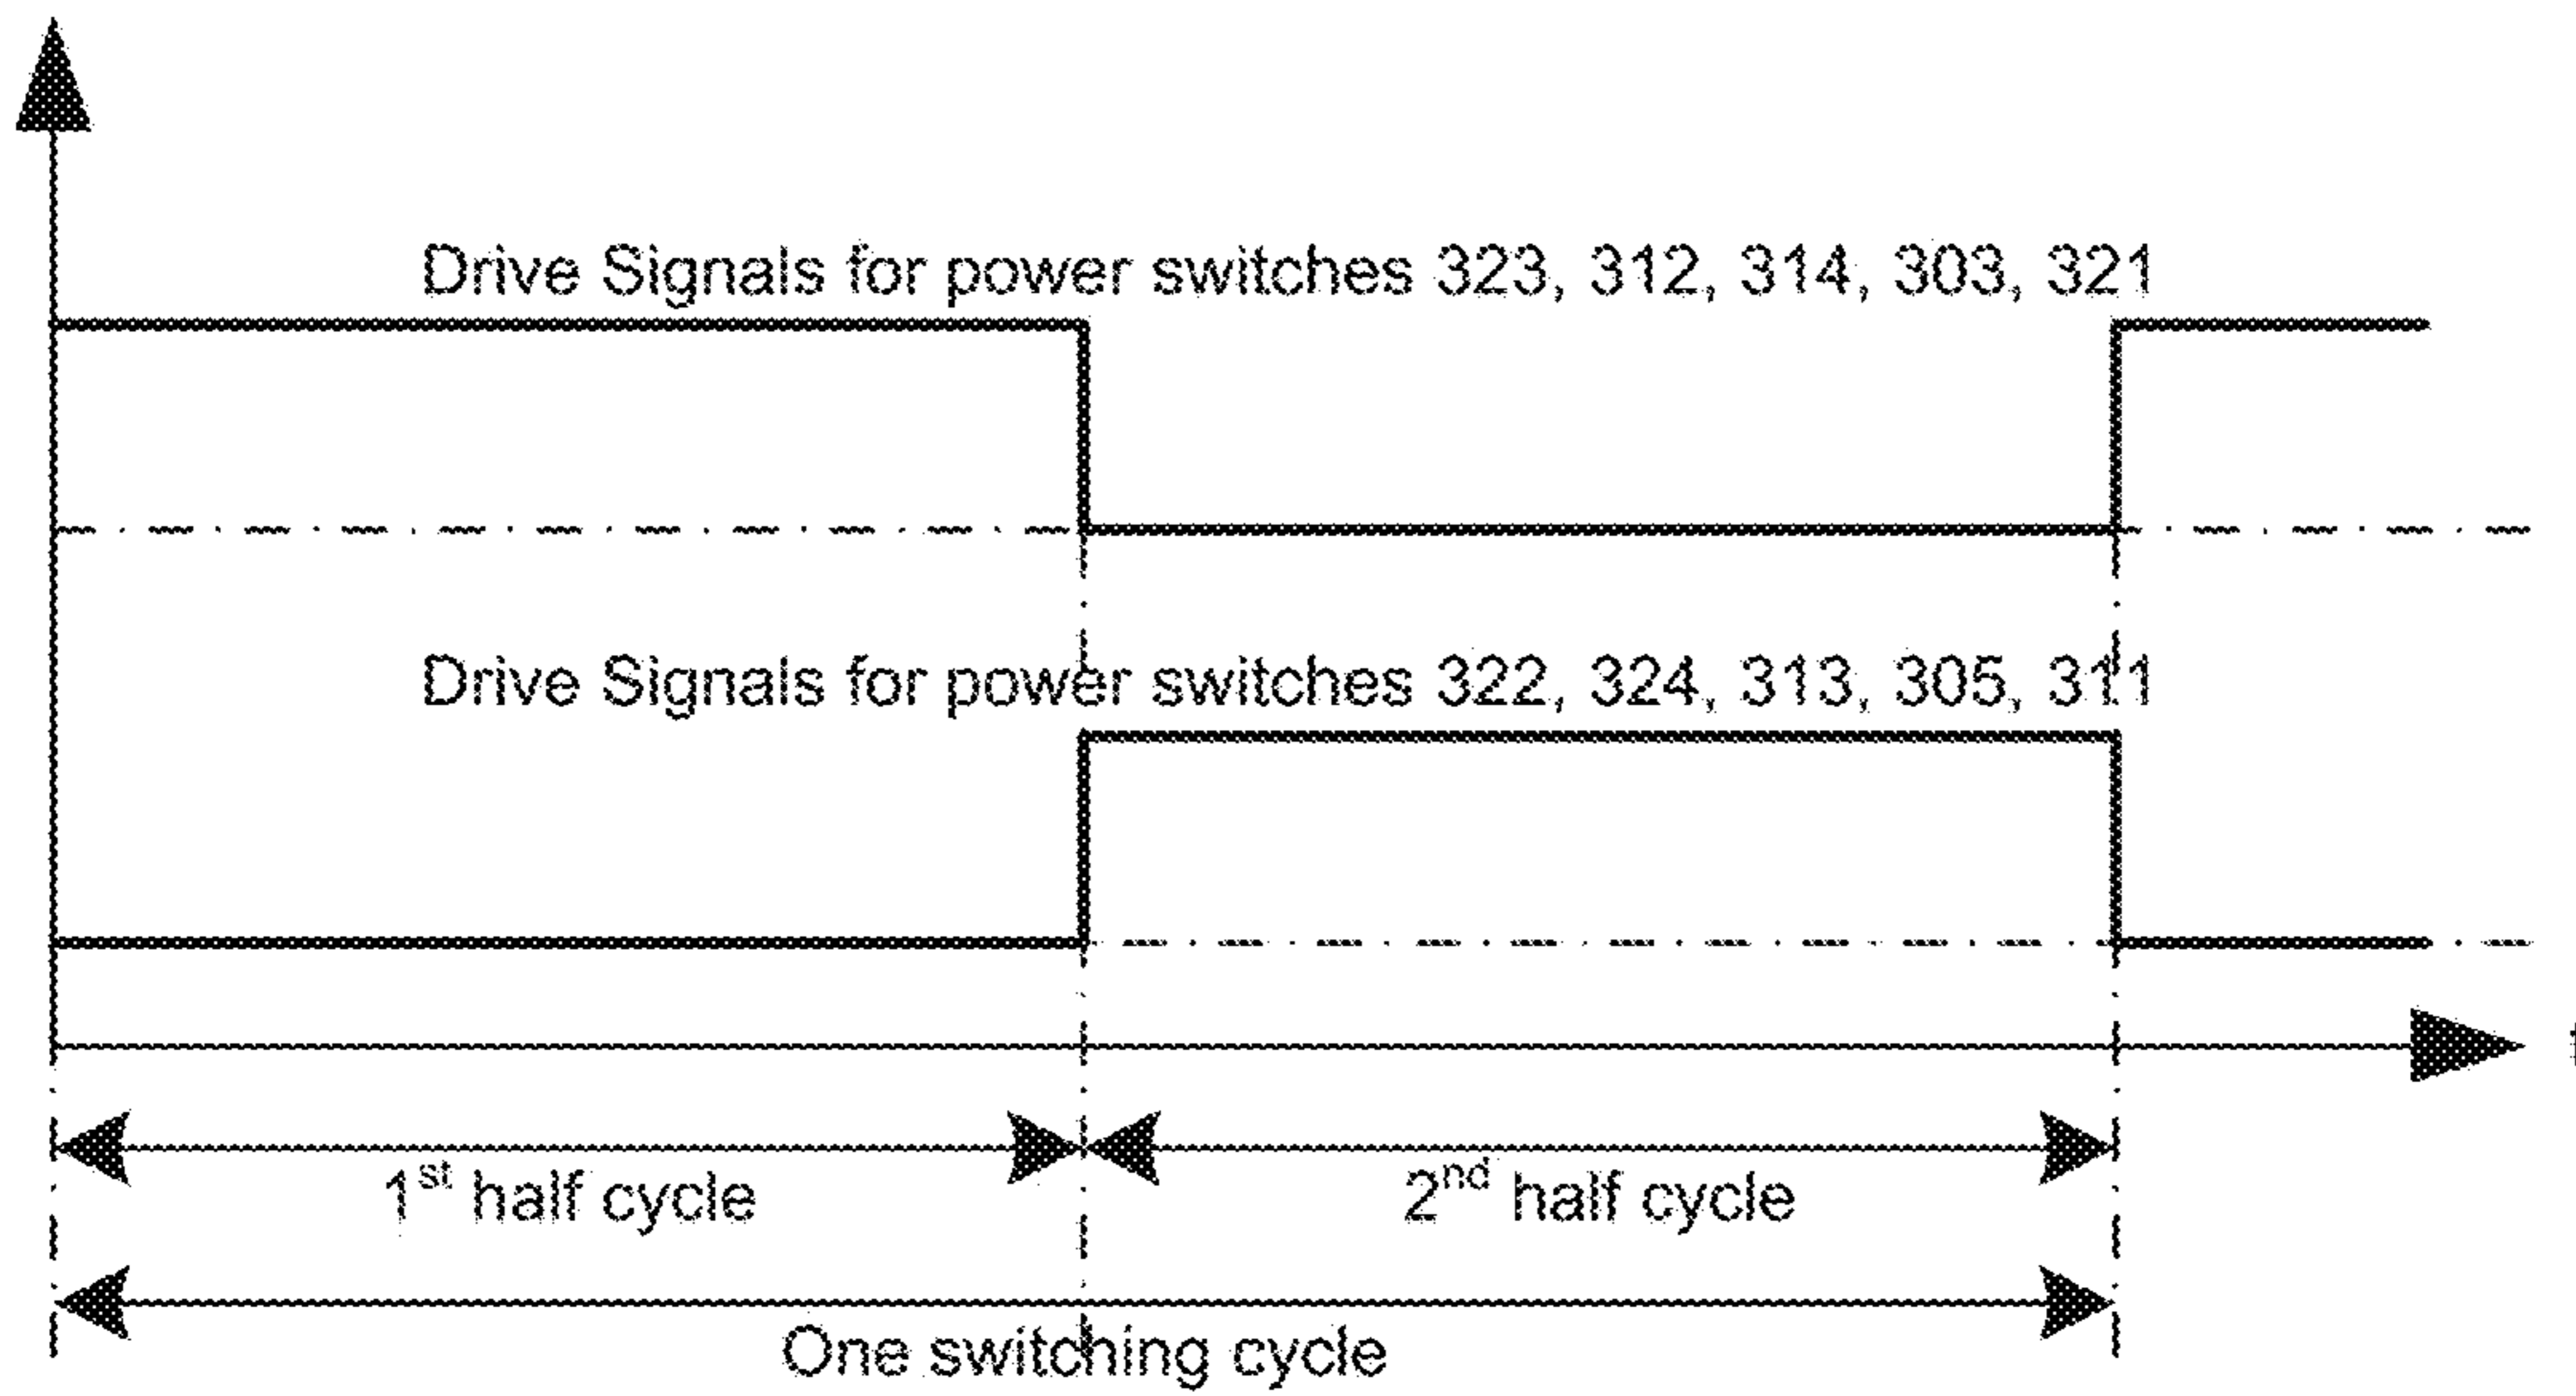 Drive Signals for power switches 323, 312, 314, 303, 321
Drive Signals for power switches 322, 324, 313, 305, 311
t
1st half cycle
2nd half cycle
One switching cycle